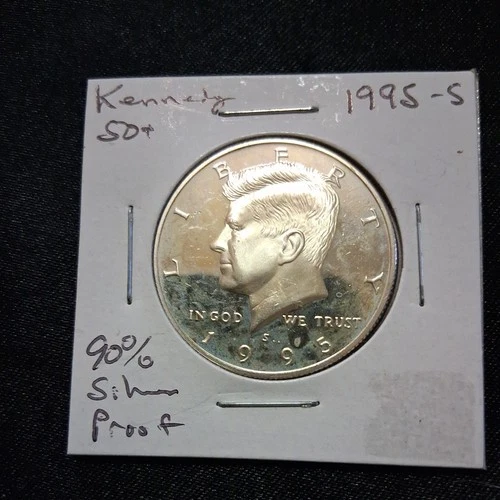 Kennedy 1995-S
50¢
LIBERTY
IN GOD WE TRUST
S
1995
90%
Silver
Proof